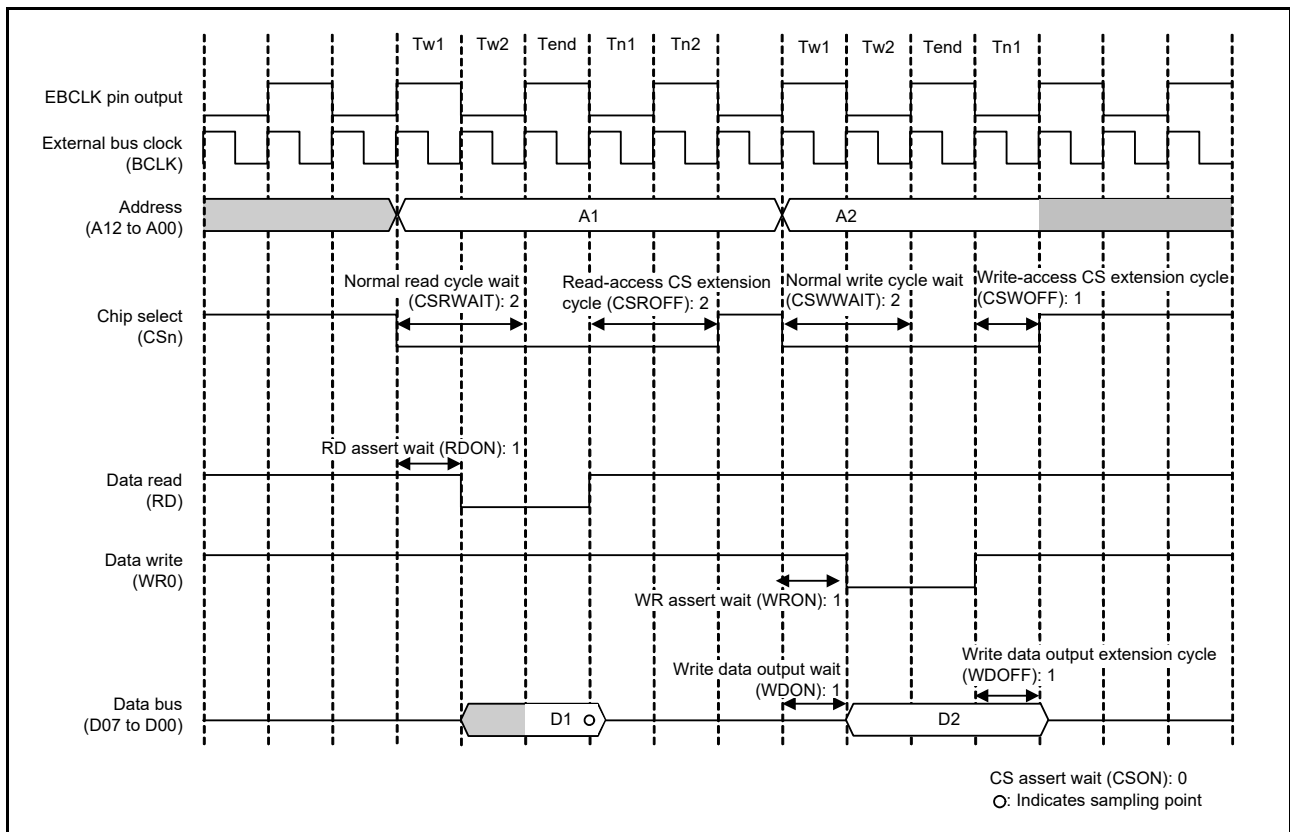 Tw1 Tw2 Tend Tn1 Tn2 Tw1 Tw2 Tend Tn1
EBCLK pin output
External bus clock
(BCLK)
Address
(A12 to A00)
A1 A2
Normal read cycle wait
(CSRWAIT): 2
Read-access CS extension
cycle (CSROFF): 2
Normal write cycle wait
(CSWWAIT): 2
Write-access CS extension cycle
(CSWOFF): 1
Chip select
(CSn)
RD assert wait (RDON): 1
Data read
(RD)
Data write
(WR0)
WR assert wait (WRON): 1
Write data output wait
(WDON): 1
Write data output extension cycle
(WDOFF): 1
Data bus
(D07 to D00)
D1 D2
CS assert wait (CSON): 0
O: Indicates sampling point